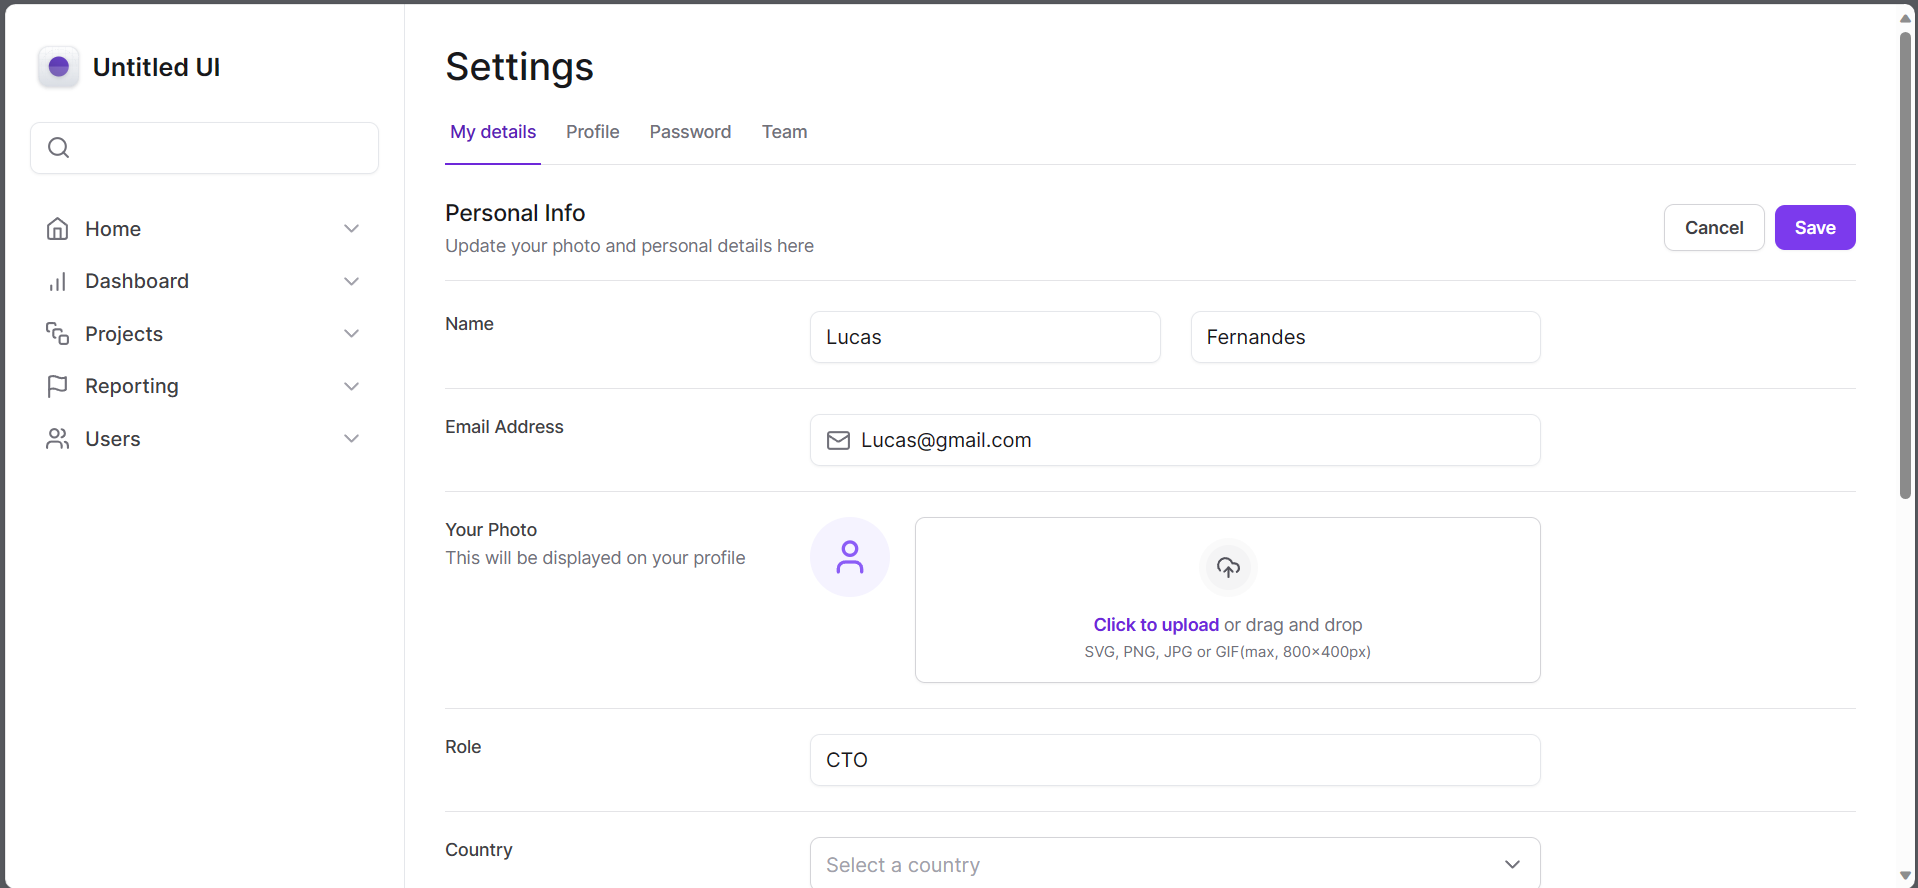 Untitled UI
Home
Dashboard
Projects
Reporting
Users
Settings
My details Profile Password Team
Personal Info
Update your photo and personal details here
Cancel Save
Name
Lucas Fernandes
Email Address
Lucas@gmail.com
Your Photo
This will be displayed on your profile
Click to upload or drag and drop
SVG, PNG, JPG or GIF(max, 800×400px)
Role
CTO
Country
Select a country